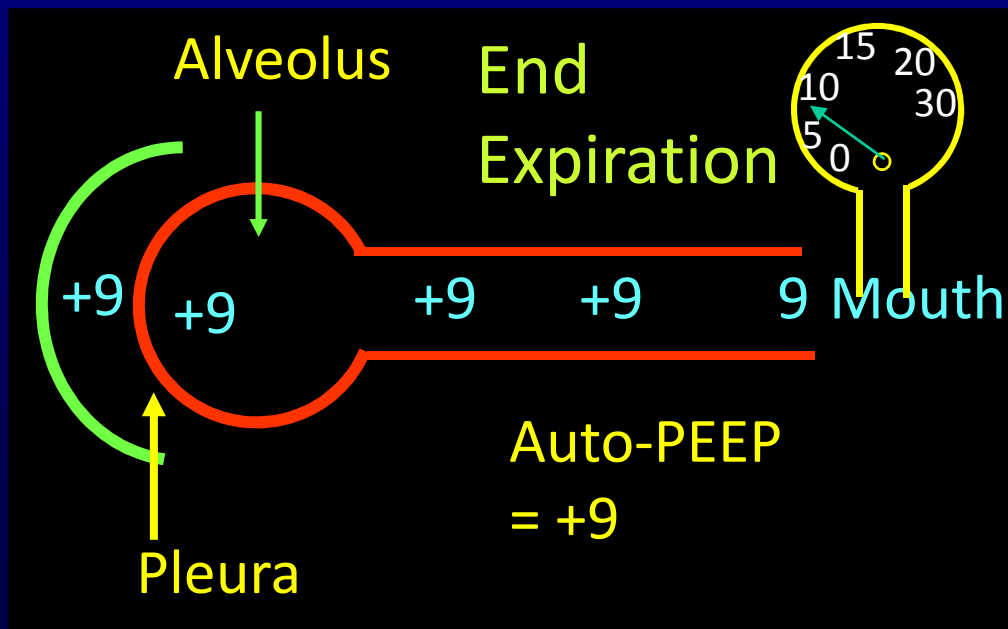 Alveolus
End
Expiration
15
20
10
30
5
0
+9
+9
+9
+9
9
Mouth
Auto-PEEP
= +9
Pleura